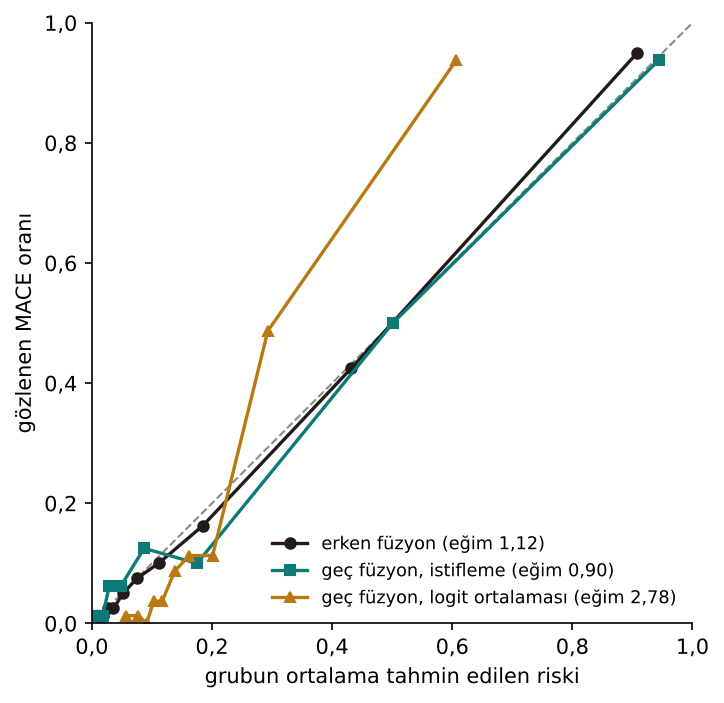 1,0
0,8
0,6
0,4
0,2
0,0
gözlenen MACE oranı
erken füzyon (eğim 1,12)
geç füzyon, istifleme (eğim 0,90)
geç füzyon, logit ortalaması (eğim 2,78)
0,0 0,2 0,4 0,6 0,8 1,0
grubun ortalama tahmin edilen riski